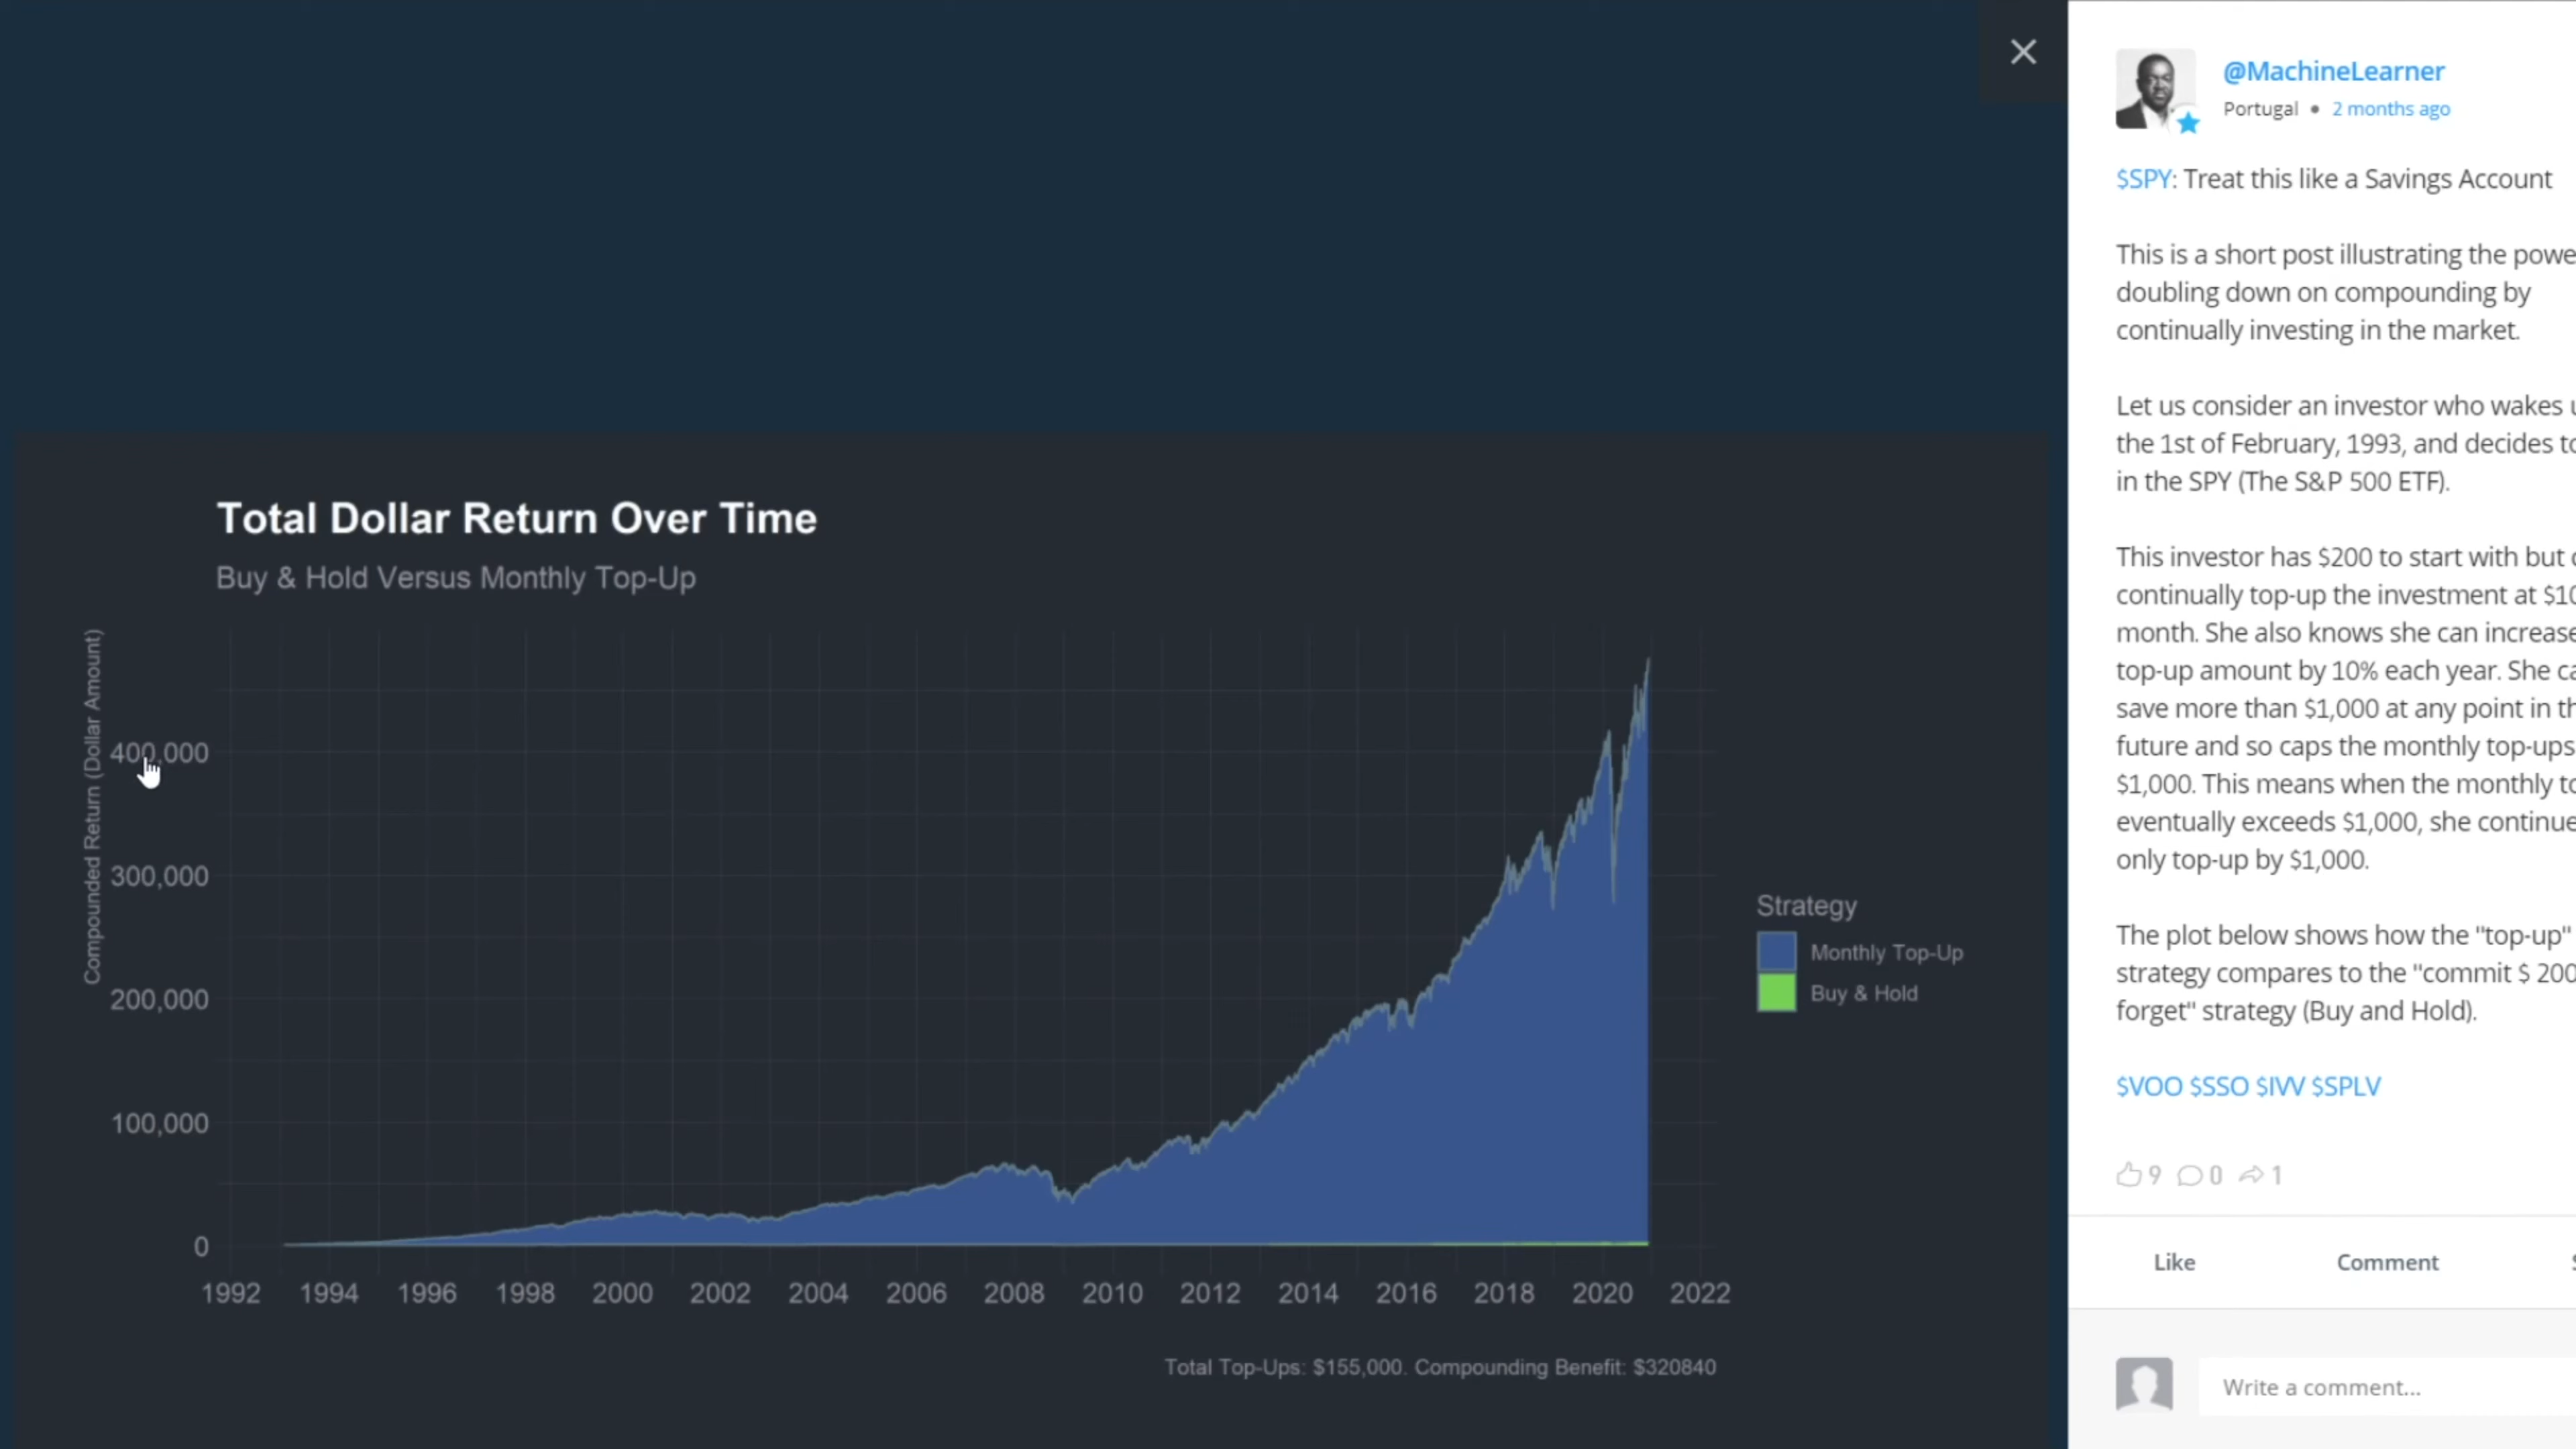 Total Dollar Return Over Time
Buy & Hold Versus Monthly Top-Up
Compounded Return (Dollar Amount)
400,000
300,000
200,000
100,000
0
1992 1994 1996 1998 2000 2002 2004 2006 2008 2010 2012 2014 2016 2018 2020 2022
Strategy
Monthly Top-Up
Buy & Hold
Total Top-Ups: $155,000. Compounding Benefit: $320840
@MachineLearner
Portugal • 2 months ago
$SPY: Treat this like a Savings Account
This is a short post illustrating the powe
doubling down on compounding by
continually investing in the market.
Let us consider an investor who wakes
the 1st of February, 1993, and decides to
in the SPY (The S&P 500 ETF).
This investor has $200 to start with but
continually top-up the investment at $10
month. She also knows she can increase
top-up amount by 10% each year. She ca
save more than $1,000 at any point in th
future and so caps the monthly top-ups
$1,000. This means when the monthly to
eventually exceeds $1,000, she continue
only top-up by $1,000.
The plot below shows how the "top-up"
strategy compares to the "commit $ 200
forget" strategy (Buy and Hold).
$VOO $SSO $IVV $SPLV
9 0 1
Like Comment
Write a comment...